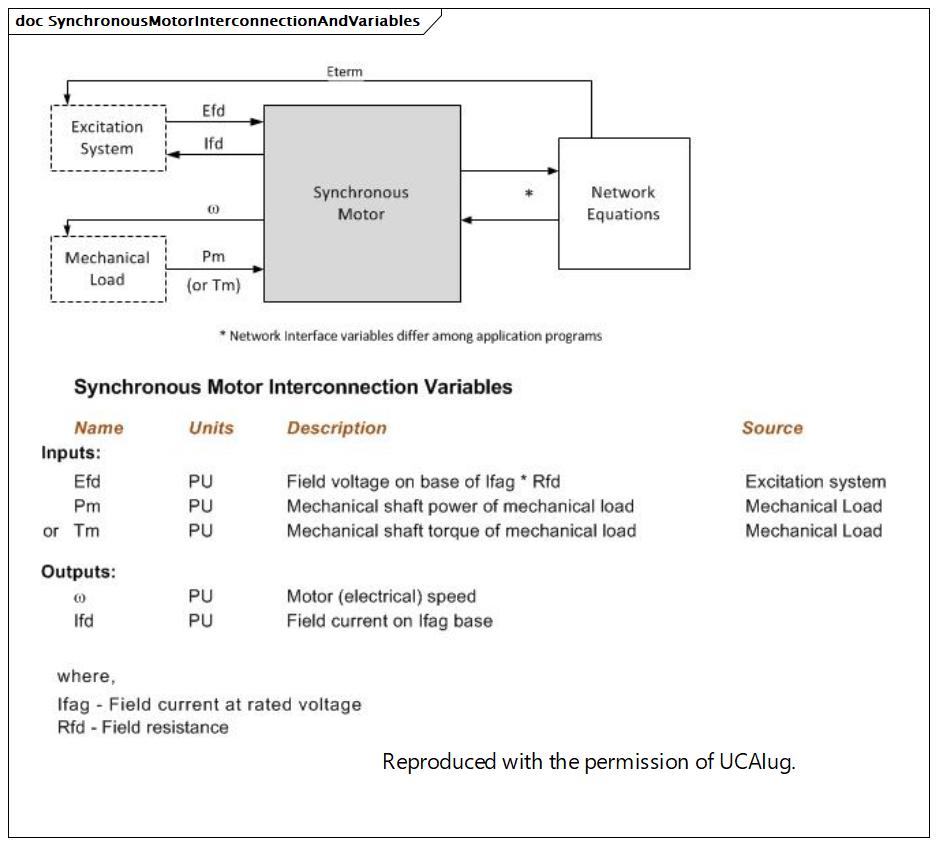 doc SynchronousMotorInterconnectionAndVariables
Eterm
Excitation
System
Efd
Ifd
Synchronous
Motor
*
Network
Equations
ω
Mechanical
Load
Pm
(or Tm)
* Network Interface variables differ among application programs
Synchronous Motor Interconnection Variables
Name Units Description Source
Inputs:
Efd PU Field voltage on base of Ifag * Rfd Excitation system
Pm PU Mechanical shaft power of mechanical load Mechanical Load
or Tm PU Mechanical shaft torque of mechanical load Mechanical Load
Outputs:
ω PU Motor (electrical) speed
Ifd PU Field current on Ifag base
where,
Ifag - Field current at rated voltage
Rfd - Field resistance
Reproduced with the permission of UCAIug.